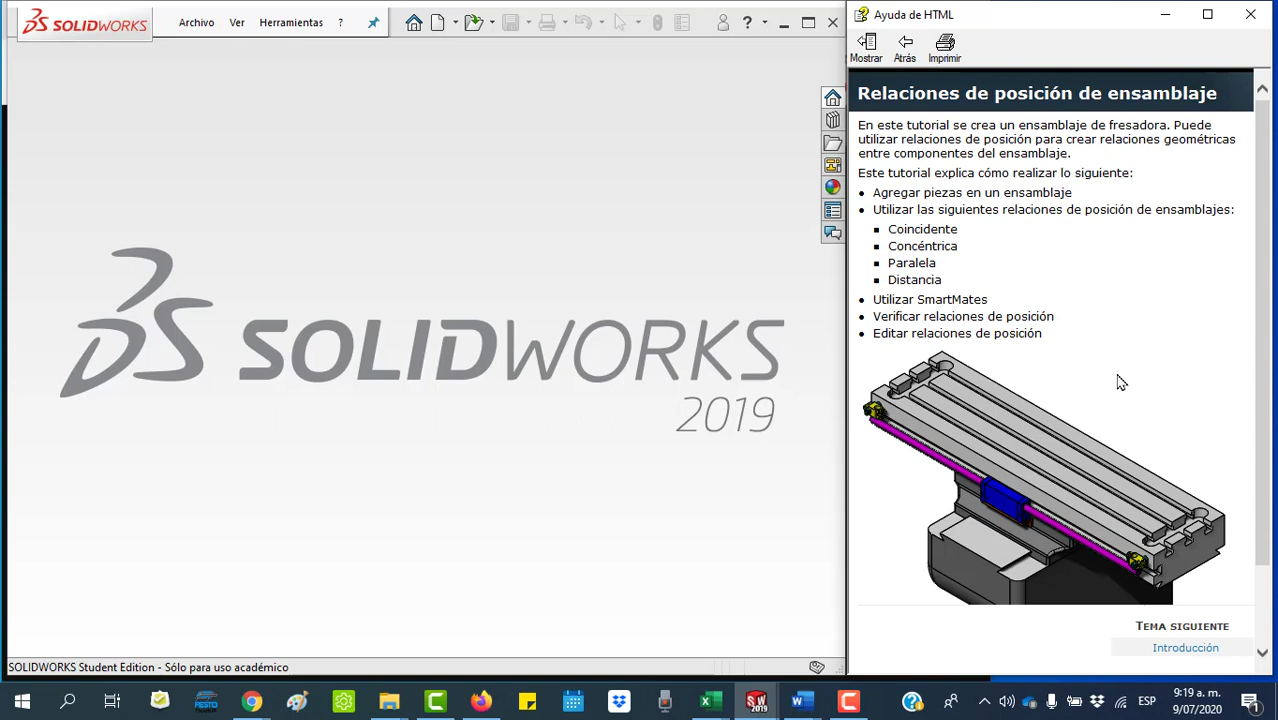 SOLIDWORKS
Archivo Ver Herramientas ?
?
SOLIDWORKS
2019
SOLIDWORKS Student Edition - Sólo para uso académico
Ayuda de HTML
Mostrar Atrás Imprimir
Relaciones de posición de ensamblaje
En este tutorial se crea un ensamblaje de fresadora. Puede
utilizar relaciones de posición para crear relaciones geométricas
entre componentes del ensamblaje.
Este tutorial explica cómo realizar lo siguiente:
Agregar piezas en un ensamblaje
Utilizar las siguientes relaciones de posición de ensamblajes:
Coincidente
Concéntrica
Paralela
Distancia
Utilizar SmartMates
Verificar relaciones de posición
Editar relaciones de posición
TEMA SIGUIENTE
Introducción
FESTO
SW
2019
ESP
9:19 a. m.
9/07/2020
1